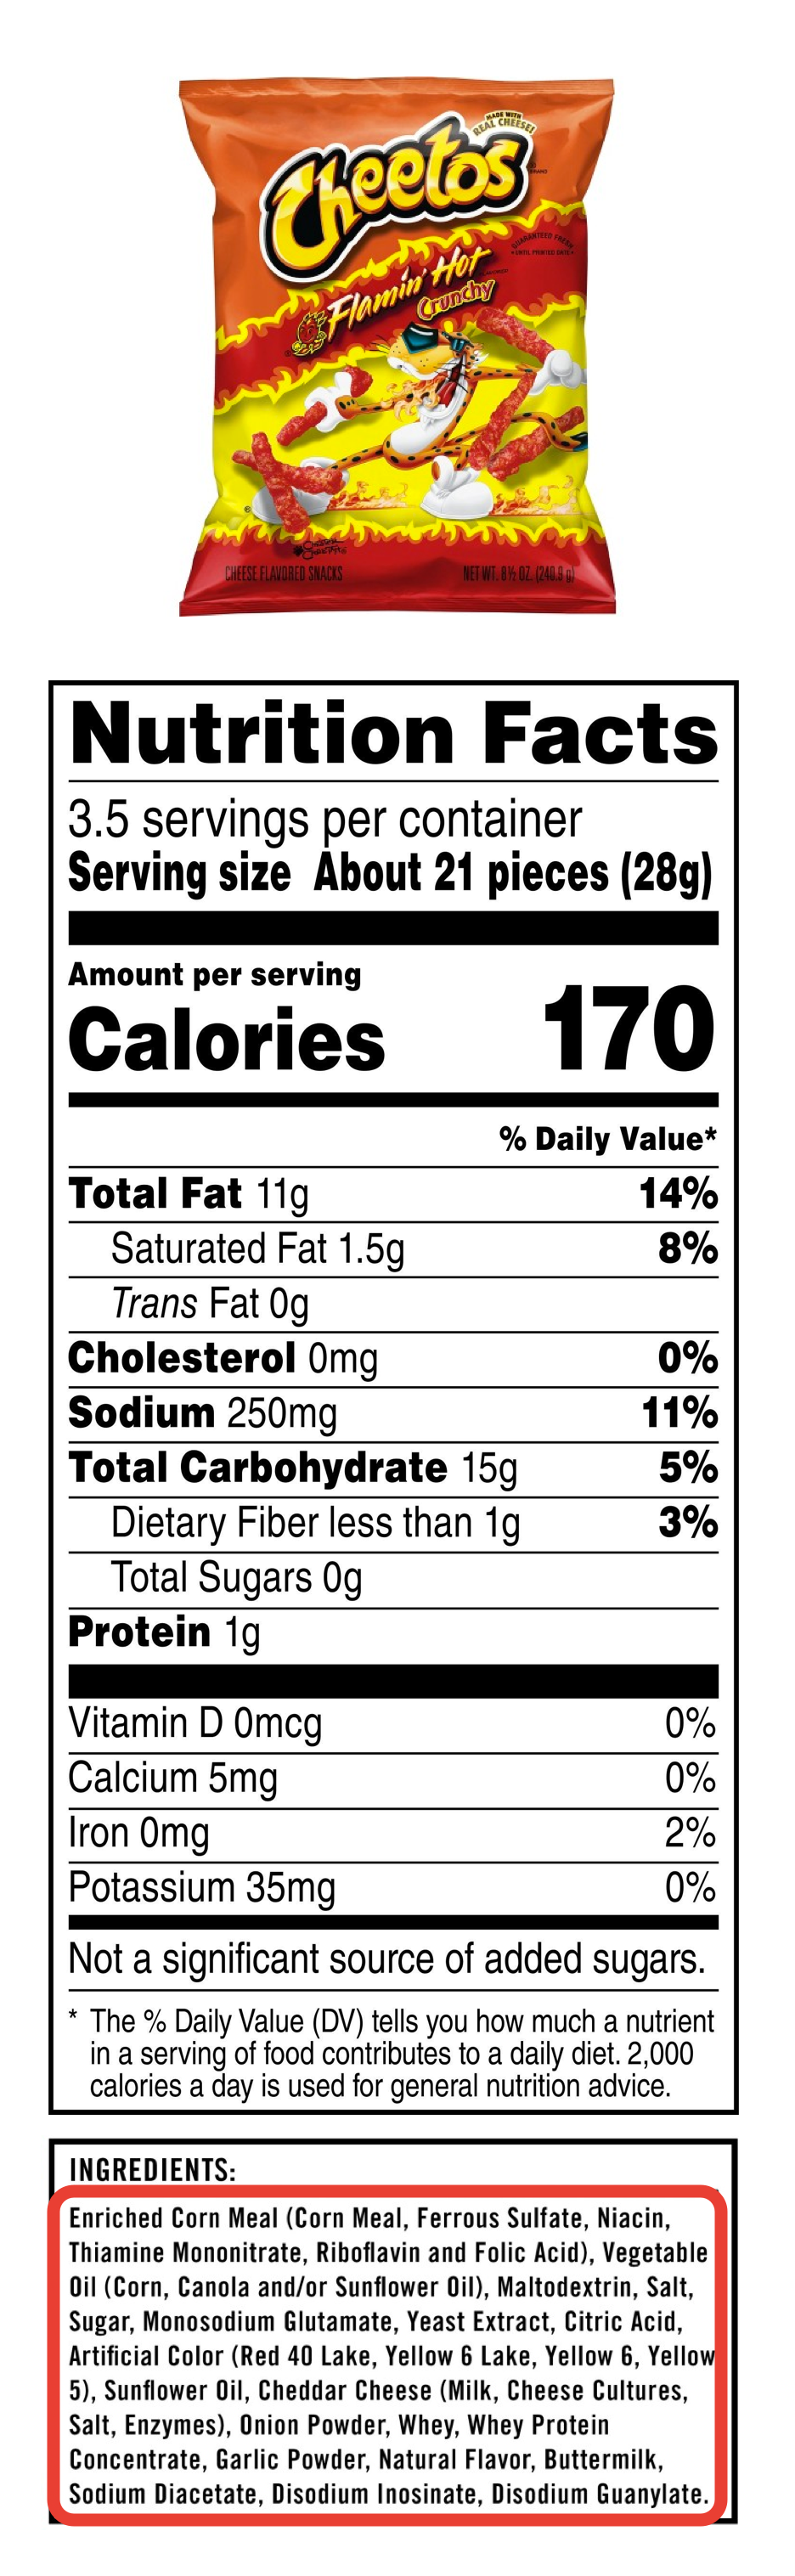 MADE WITH
REAL CHEESE!
Cheetos
BRAND
GUARANTEED FRESH
• UNTIL PRINTED DATE •
Flamin' Hot
Crunchy
CHEESE FLAVORED SNACKS
NET WT. 8½ OZ. (240.9 g)
Nutrition Facts
3.5 servings per container
Serving size About 21 pieces (28g)
Amount per serving
Calories 170
% Daily Value*
Total Fat 11g 14%
Saturated Fat 1.5g 8%
Trans Fat 0g
Cholesterol 0mg 0%
Sodium 250mg 11%
Total Carbohydrate 15g 5%
Dietary Fiber less than 1g 3%
Total Sugars 0g
Protein 1g
Vitamin D 0mcg 0%
Calcium 5mg 0%
Iron 0mg 2%
Potassium 35mg 0%
Not a significant source of added sugars.
* The % Daily Value (DV) tells you how much a nutrient
in a serving of food contributes to a daily diet. 2,000
calories a day is used for general nutrition advice.
INGREDIENTS:
Enriched Corn Meal (Corn Meal, Ferrous Sulfate, Niacin,
Thiamine Mononitrate, Riboflavin and Folic Acid), Vegetable
Oil (Corn, Canola and/or Sunflower Oil), Maltodextrin, Salt,
Sugar, Monosodium Glutamate, Yeast Extract, Citric Acid,
Artificial Color (Red 40 Lake, Yellow 6 Lake, Yellow 6, Yellow
5), Sunflower Oil, Cheddar Cheese (Milk, Cheese Cultures,
Salt, Enzymes), Onion Powder, Whey, Whey Protein
Concentrate, Garlic Powder, Natural Flavor, Buttermilk,
Sodium Diacetate, Disodium Inosinate, Disodium Guanylate.